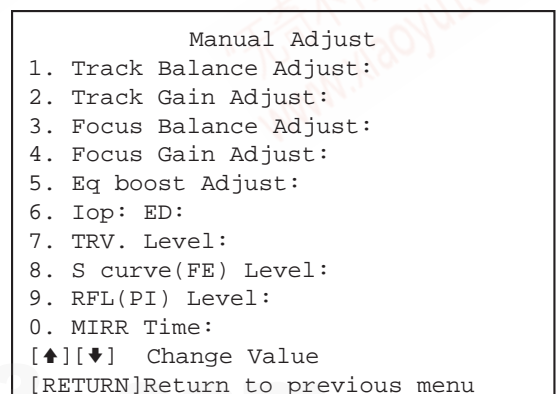 Manual Adjust
1. Track Balance Adjust:
2. Track Gain Adjust:
3. Focus Balance Adjust:
4. Focus Gain Adjust:
5. Eq boost Adjust:
6. Iop: ED:
7. TRV. Level:
8. S curve(FE) Level:
9. RFL(PI) Level:
0. MIRR Time:
[🠉][🠋] Change Value
[RETURN]Return to previous menu